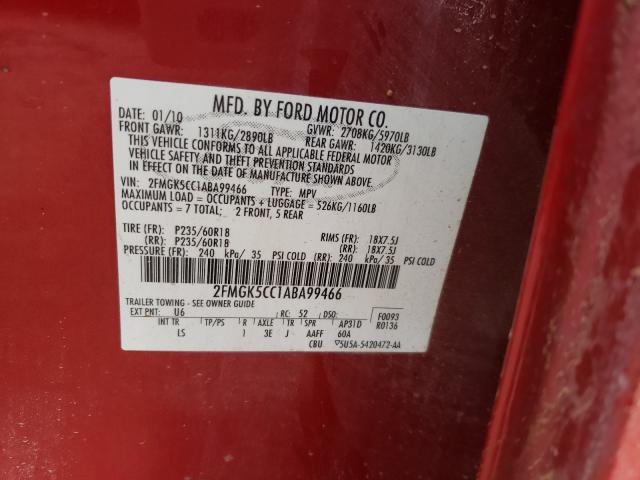 MFD. BY FORD MOTOR CO.
DATE: 01/10 GVWR: 2708KG/5970LB
FRONT GAWR: 1311KG/2890LB REAR GAWR: 1420KG/3130LB
THIS VEHICLE CONFORMS TO ALL APPLICABLE FEDERAL MOTOR
VEHICLE SAFETY AND THEFT PREVENTION STANDARDS
IN EFFECT ON THE DATE OF MANUFACTURE SHOWN
ABOVE.
VIN: 2FMGK5CC1ABA99466 TYPE: MPV
MAXIMUM LOAD = OCCUPANTS + LUGGAGE = 526KG/1160LB
OCCUPANTS = 7 TOTAL; 2 FRONT, 5 REAR
TIRE (FR): P235/60R18 RIMS (FR): 18X7.5J
(RR): P235/60R18 (RR): 18X7.5J
PRESSURE (FR): 240 kPa/ 35 PSI COLD (RR): 240 kPa/ 35 PSI COLD
2FMGK5CC1ABA99466
TRAILER TOWING - SEE OWNER GUIDE
EXT PNT: U6 RC: 52 DSO: F0093
R0136
INT TR TP/PS R AXLE TR SPR AP31D
LS 1 3E J AAFF 60A
CBU 5U5A-5420472-AA